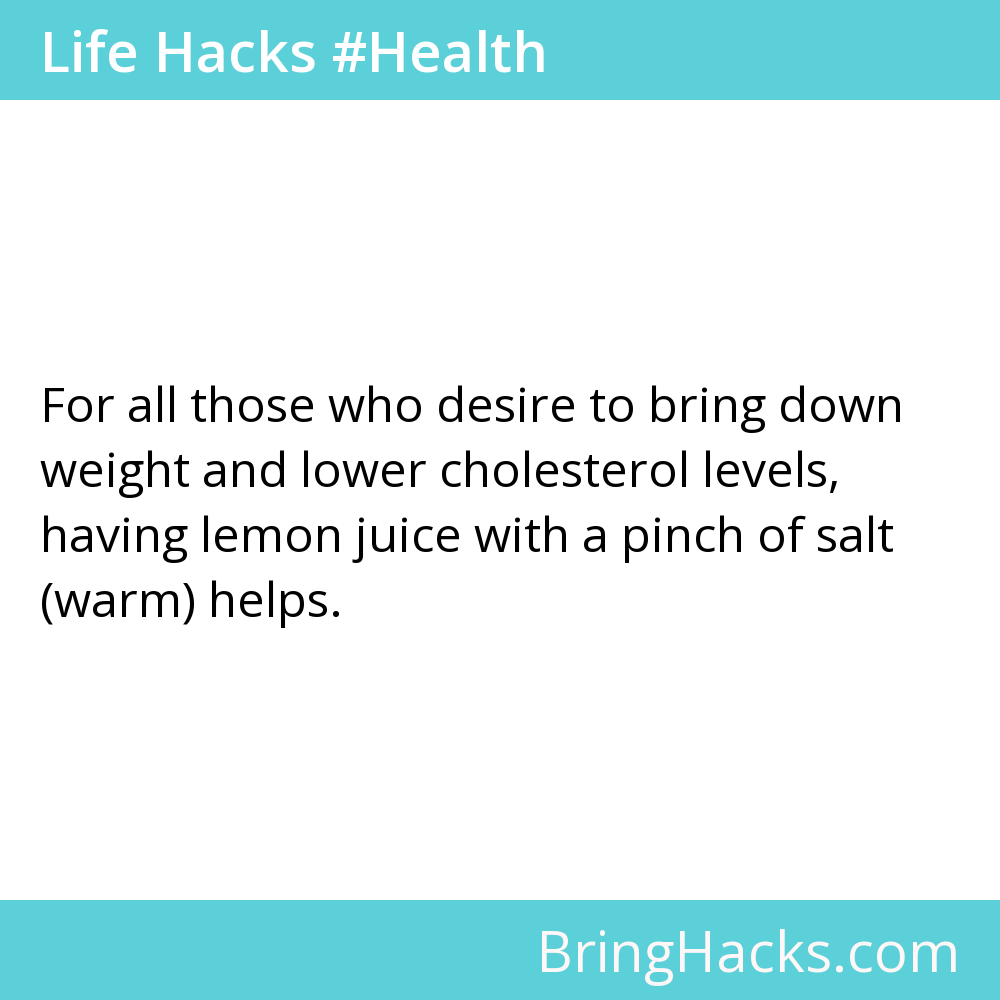 Life Hacks #Health
For all those who desire to bring down
weight and lower cholesterol levels,
having lemon juice with a pinch of salt
(warm) helps.
BringHacks.com